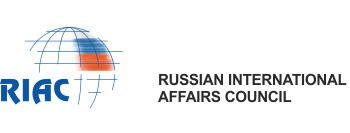 RIAC
RUSSIAN INTERNATIONAL
AFFAIRS COUNCIL